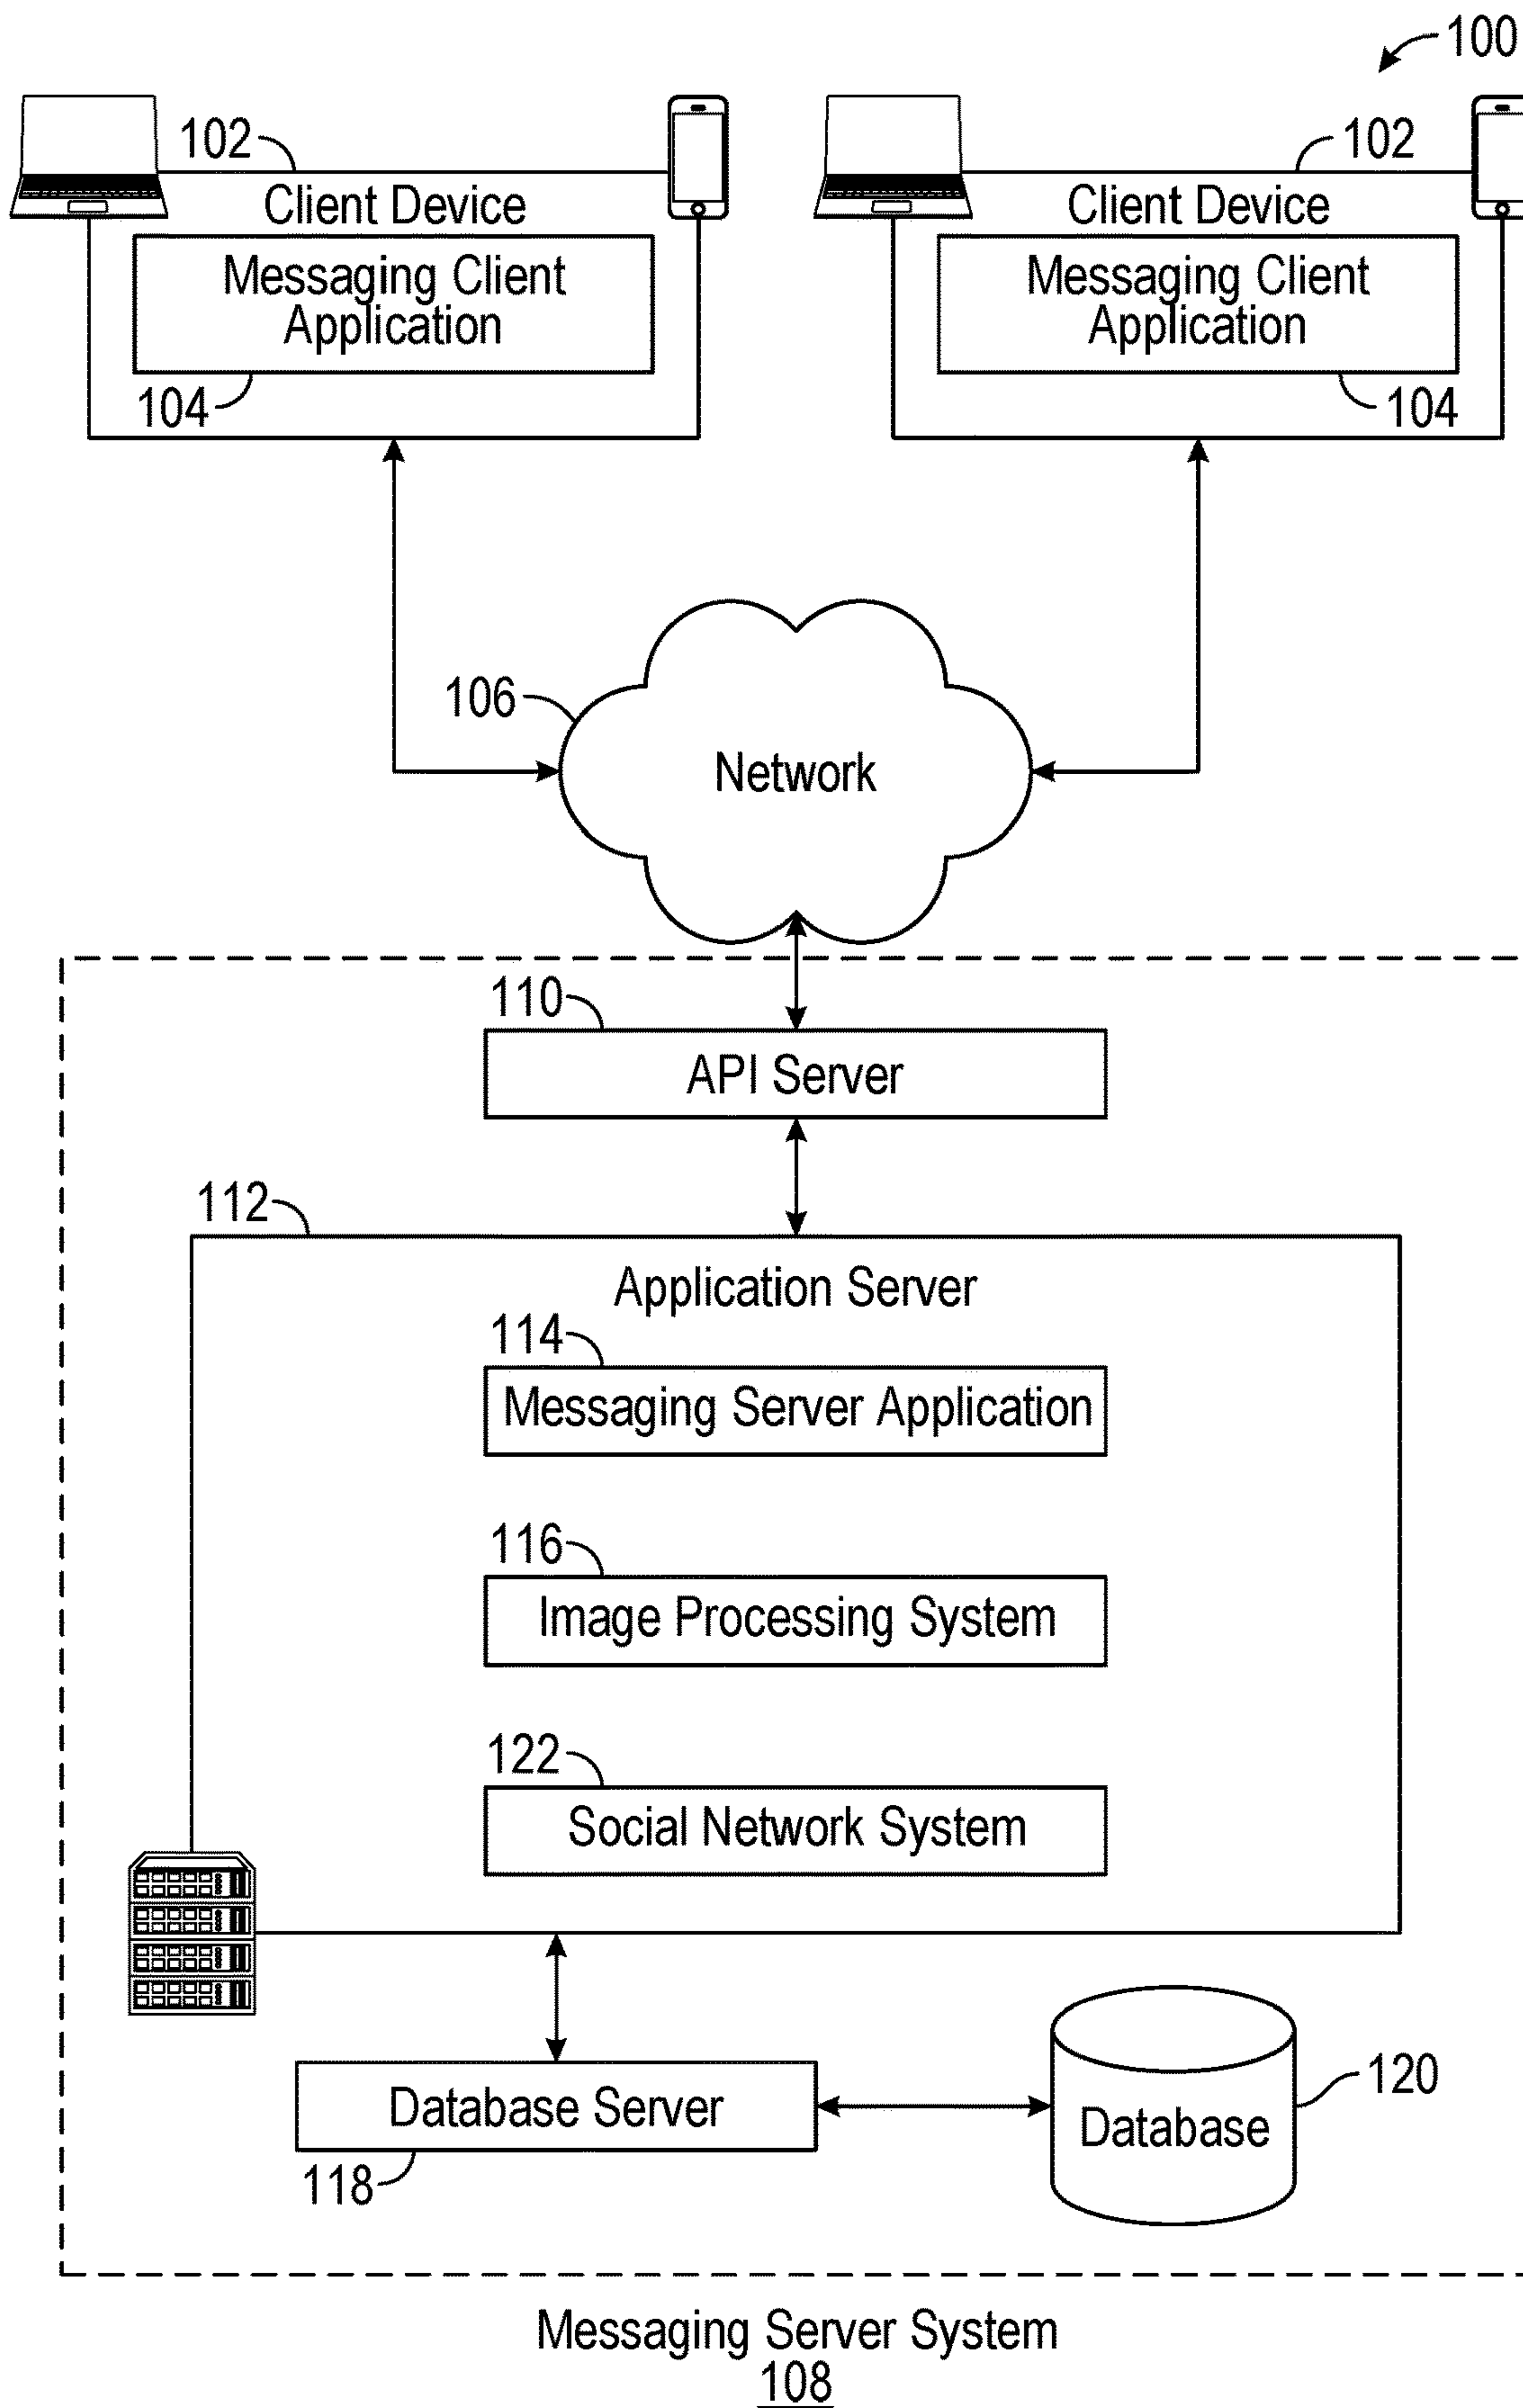 100
102
102
Client Device
Client Device
Messaging Client
Application
Messaging Client
Application
104
104
106
Network
110
API Server
112
Application Server
114
Messaging Server Application
116
Image Processing System
122
Social Network System
Database Server
118
Database
120
Messaging Server System
108